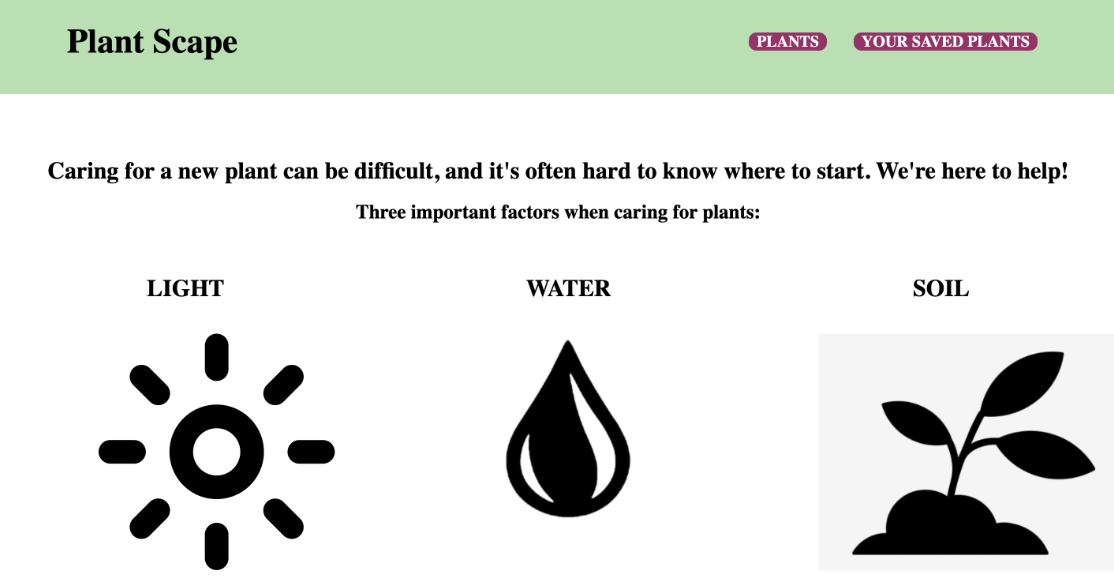 Plant Scape
PLANTS YOUR SAVED PLANTS
Caring for a new plant can be difficult, and it's often hard to know where to start. We're here to help!
Three important factors when caring for plants:
LIGHT WATER SOIL